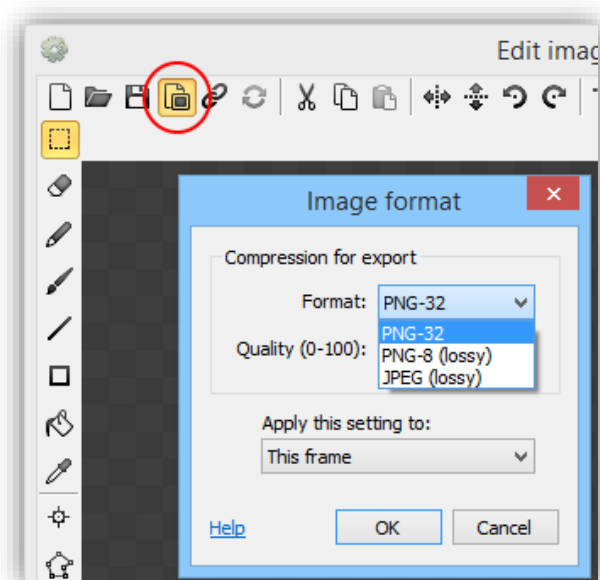 Edit imag
Image format
Compression for export
Format: PNG-32
PNG-32
Quality (0-100):
PNG-8 (lossy)
JPEG (lossy)
Apply this setting to:
This frame
Help
OK
Cancel